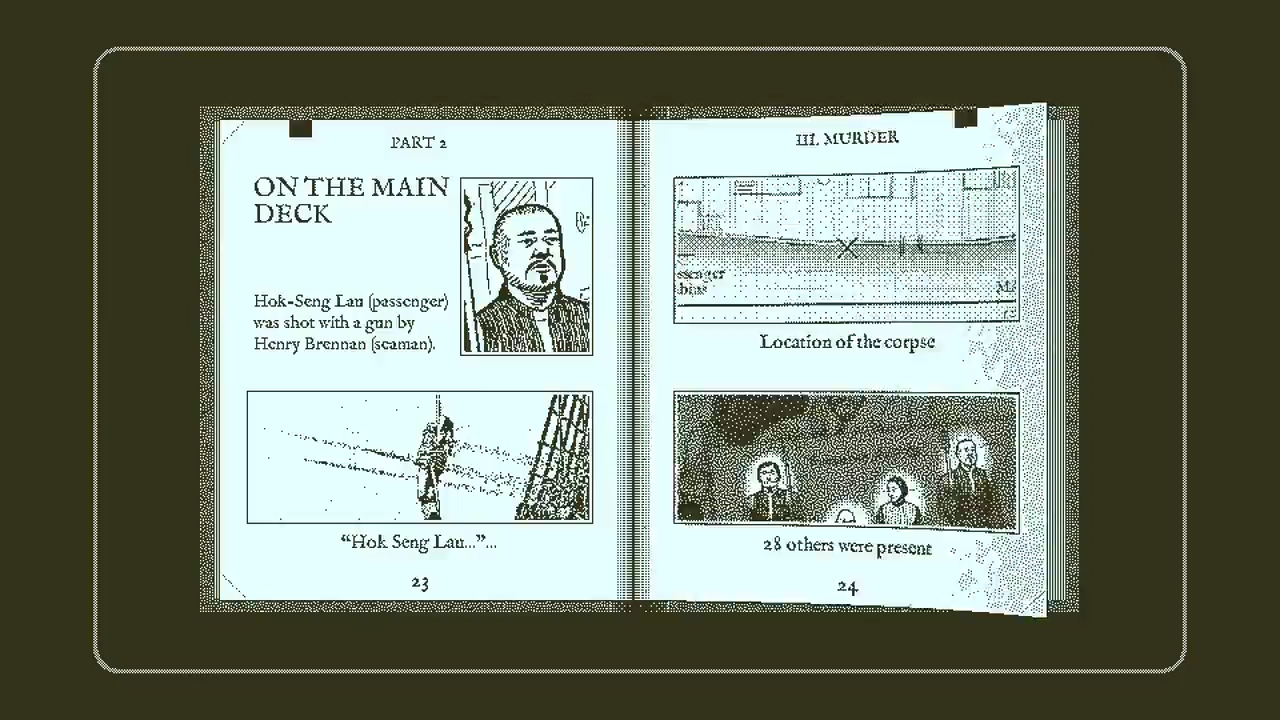 PART 2
ON THE MAIN
DECK
Hok-Seng Lau (passenger)
was shot with a gun by
Henry Brennan (seaman).
“Hok Seng Lau...”...
23
III. MURDER
Location of the corpse
28 others were present
24